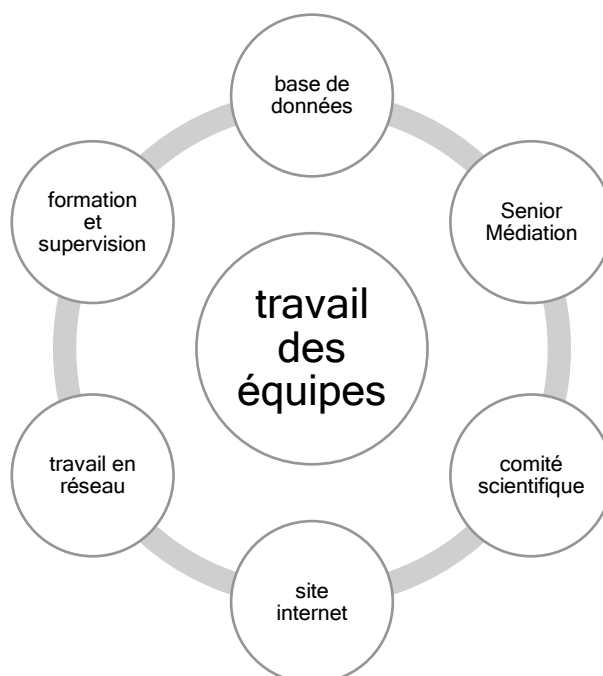 base de
données
formation
et
supervision
Senior
Médiation
travail
des
équipes
travail en
réseau
comité
scientifique
site
internet